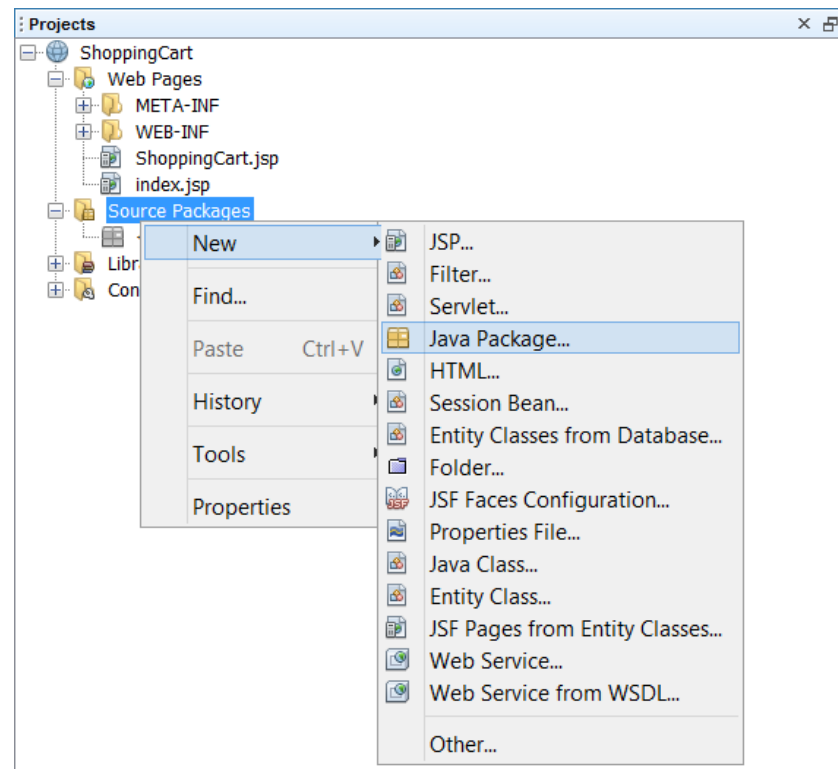 Projects
ShoppingCart
Web Pages
META-INF
WEB-INF
ShoppingCart.jsp
index.jsp
Source Packages
Libr
Con
New
Find...
Paste Ctrl+V
History
Tools
Properties
JSP...
Filter...
Servlet...
Java Package...
HTML...
Session Bean...
Entity Classes from Database...
Folder...
JSF Faces Configuration...
Properties File...
Java Class...
Entity Class...
JSF Pages from Entity Classes...
Web Service...
Web Service from WSDL...
Other...